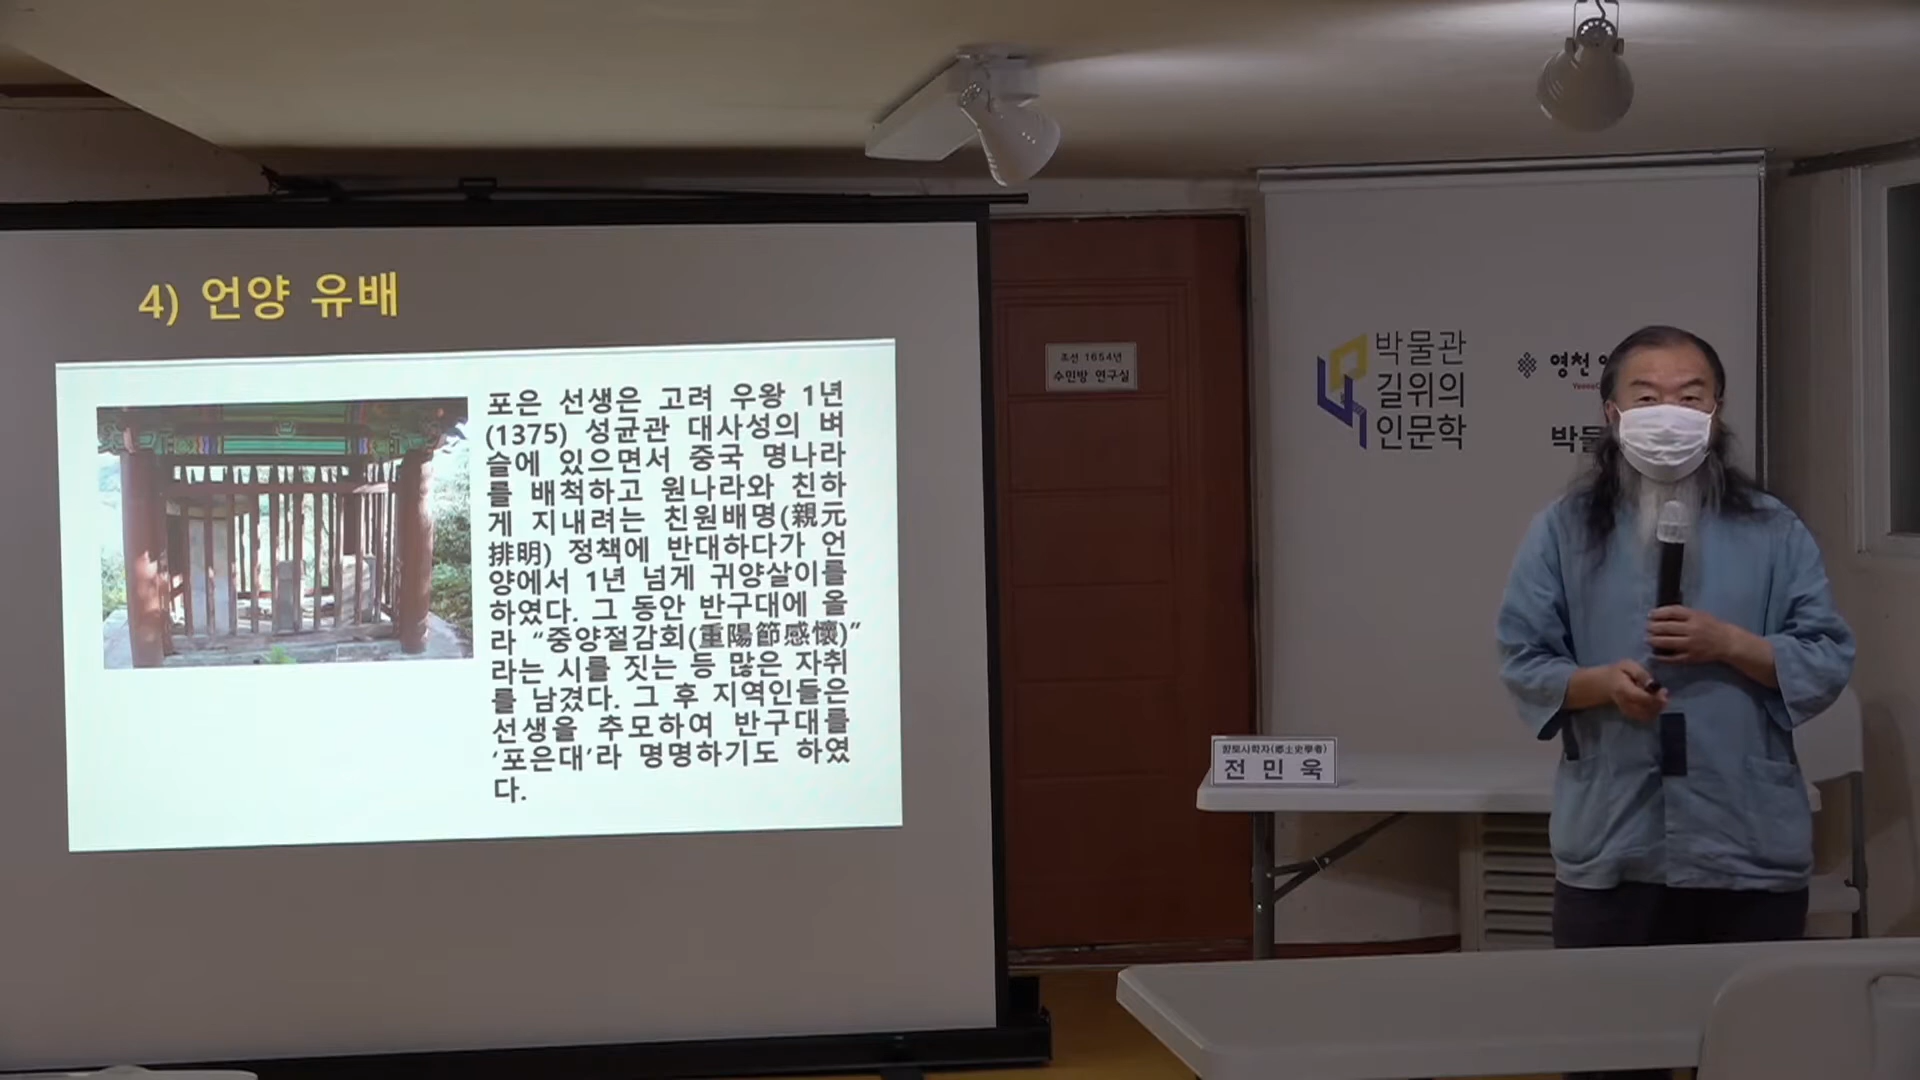 4) 언양 유배
포은 선생은 고려 우왕 1년
(1375) 성균관 대사성의 벼
슬에 있으면서 중국 명나라
를 배척하고 원나라와 친하
게 지내려는 친원배명(親元
排明) 정책에 반대하다가 언
양에서 1년 넘게 귀양살이를
하였다. 그 동안 반구대에 올
라 “중양절감회(重陽節感懷)”
라는 시를 짓는 등 많은 자취
를 남겼다. 그 후 지역인들은
선생을 추모하여 반구대를
‘포은대’라 명명하기도 하였
다.
조선 1654년
수민방 연구실
박물관
길위의
인문학
영천
박물
향토사학자(鄕土史學者)
전 민 욱